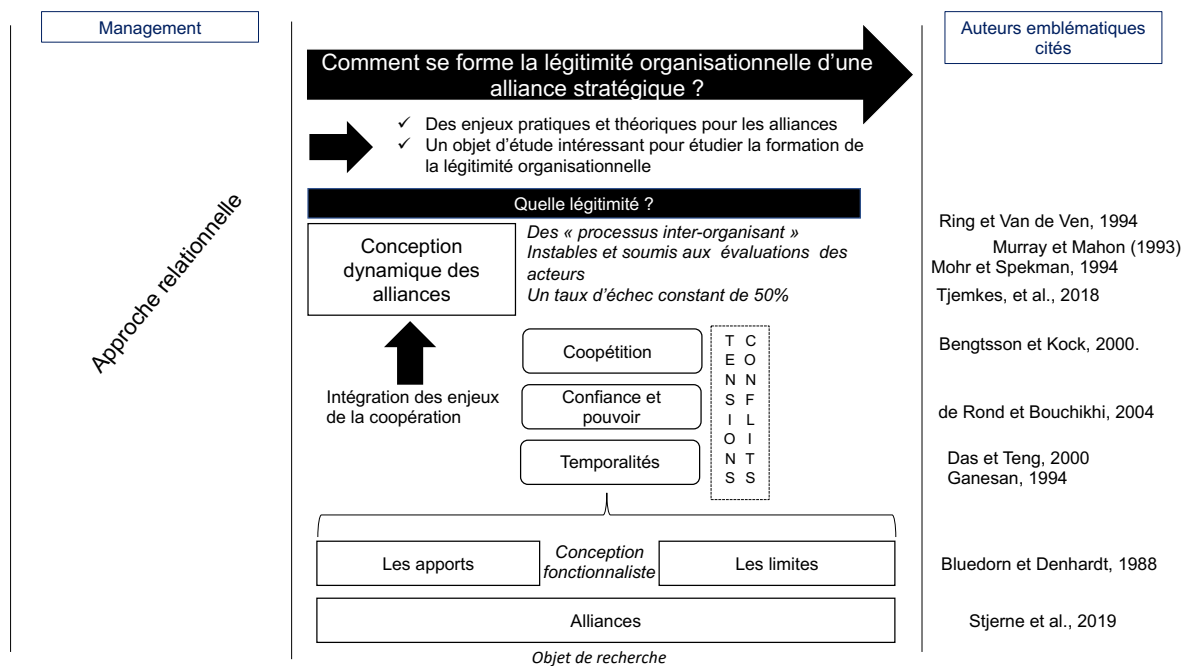 Management
Approche relationnelle
Comment se forme la légitimité organisationnelle d'une
alliance stratégique ?
✓ Des enjeux pratiques et théoriques pour les alliances
✓ Un objet d'étude intéressant pour étudier la formation de
la légitimité organisationnelle
Quelle légitimité ?
Conception
dynamique des
alliances
Des « processus inter-organisant »
Instables et soumis aux évaluations des
acteurs
Un taux d'échec constant de 50%
Intégration des enjeux
de la coopération
Coopétition
Confiance et
pouvoir
Temporalités
TENSIONS
CONFLITS
Les apports
Conception
fonctionnaliste
Les limites
Alliances
Objet de recherche
Auteurs emblématiques
cités
Ring et Van de Ven, 1994
Murray et Mahon (1993)
Mohr et Spekman, 1994
Tjemkes, et al., 2018
Bengtsson et Kock, 2000.
de Rond et Bouchikhi, 2004
Das et Teng, 2000
Ganesan, 1994
Bluedorn et Denhardt, 1988
Stjerne et al., 2019